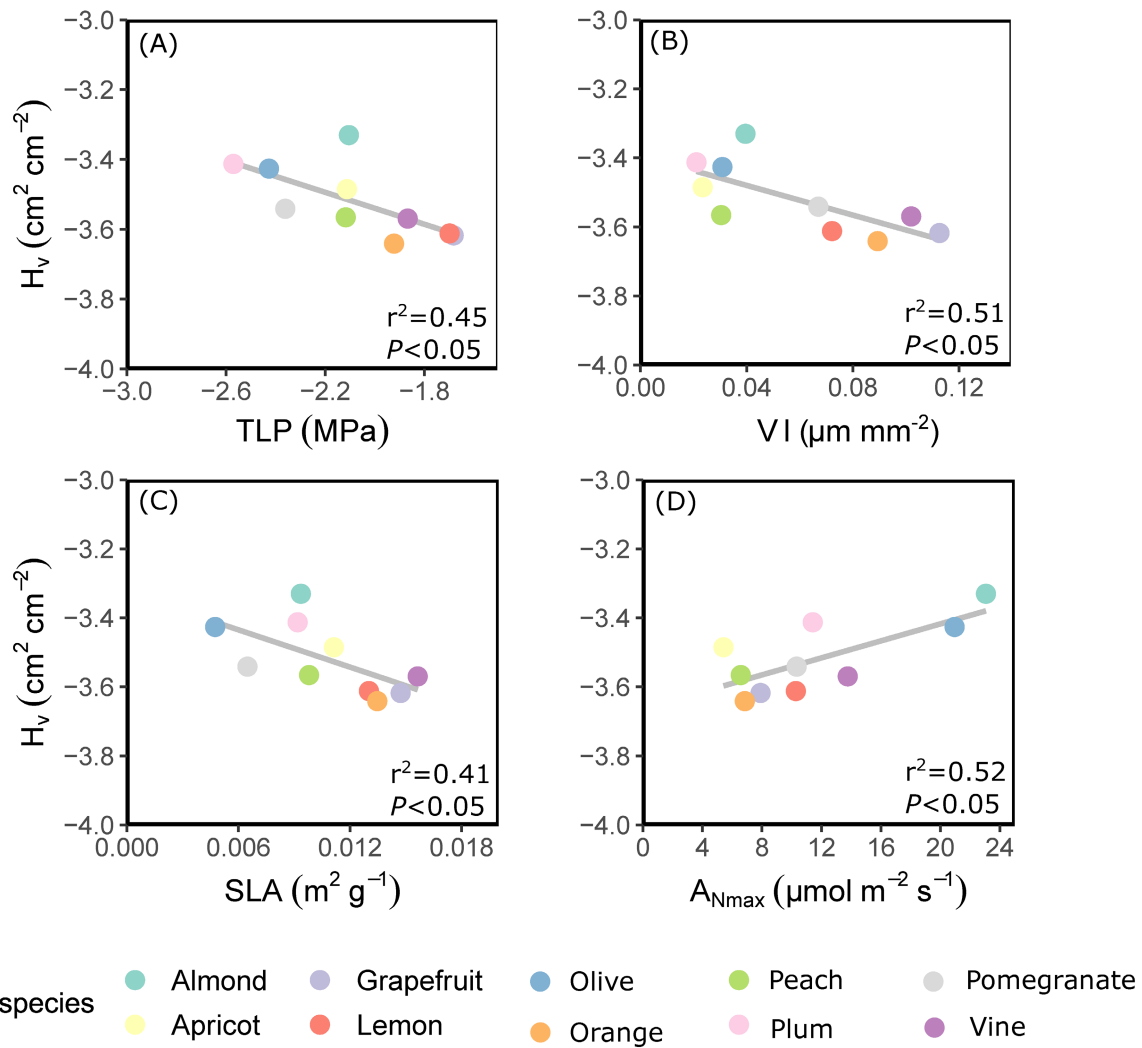 (A)
−3.0
−3.2
−3.4
−3.6
−3.8
−4.0
Hv (cm² cm⁻²)
r²=0.45
P<0.05
−3.0 −2.6 −2.2 −1.8
TLP (MPa)
(B)
−3.0
−3.2
−3.4
−3.6
−3.8
−4.0
r²=0.51
P<0.05
0.00 0.04 0.08 0.12
VI (µm mm⁻²)
(C)
−3.0
−3.2
−3.4
−3.6
−3.8
−4.0
Hv (cm² cm⁻²)
r²=0.41
P<0.05
0.000 0.006 0.012 0.018
SLA (m² g⁻¹)
(D)
−3.0
−3.2
−3.4
−3.6
−3.8
−4.0
r²=0.52
P<0.05
0 4 8 12 16 20 24
ANmax (µmol m⁻² s⁻¹)
species
Almond Grapefruit Olive Peach Pomegranate
Apricot Lemon Orange Plum Vine